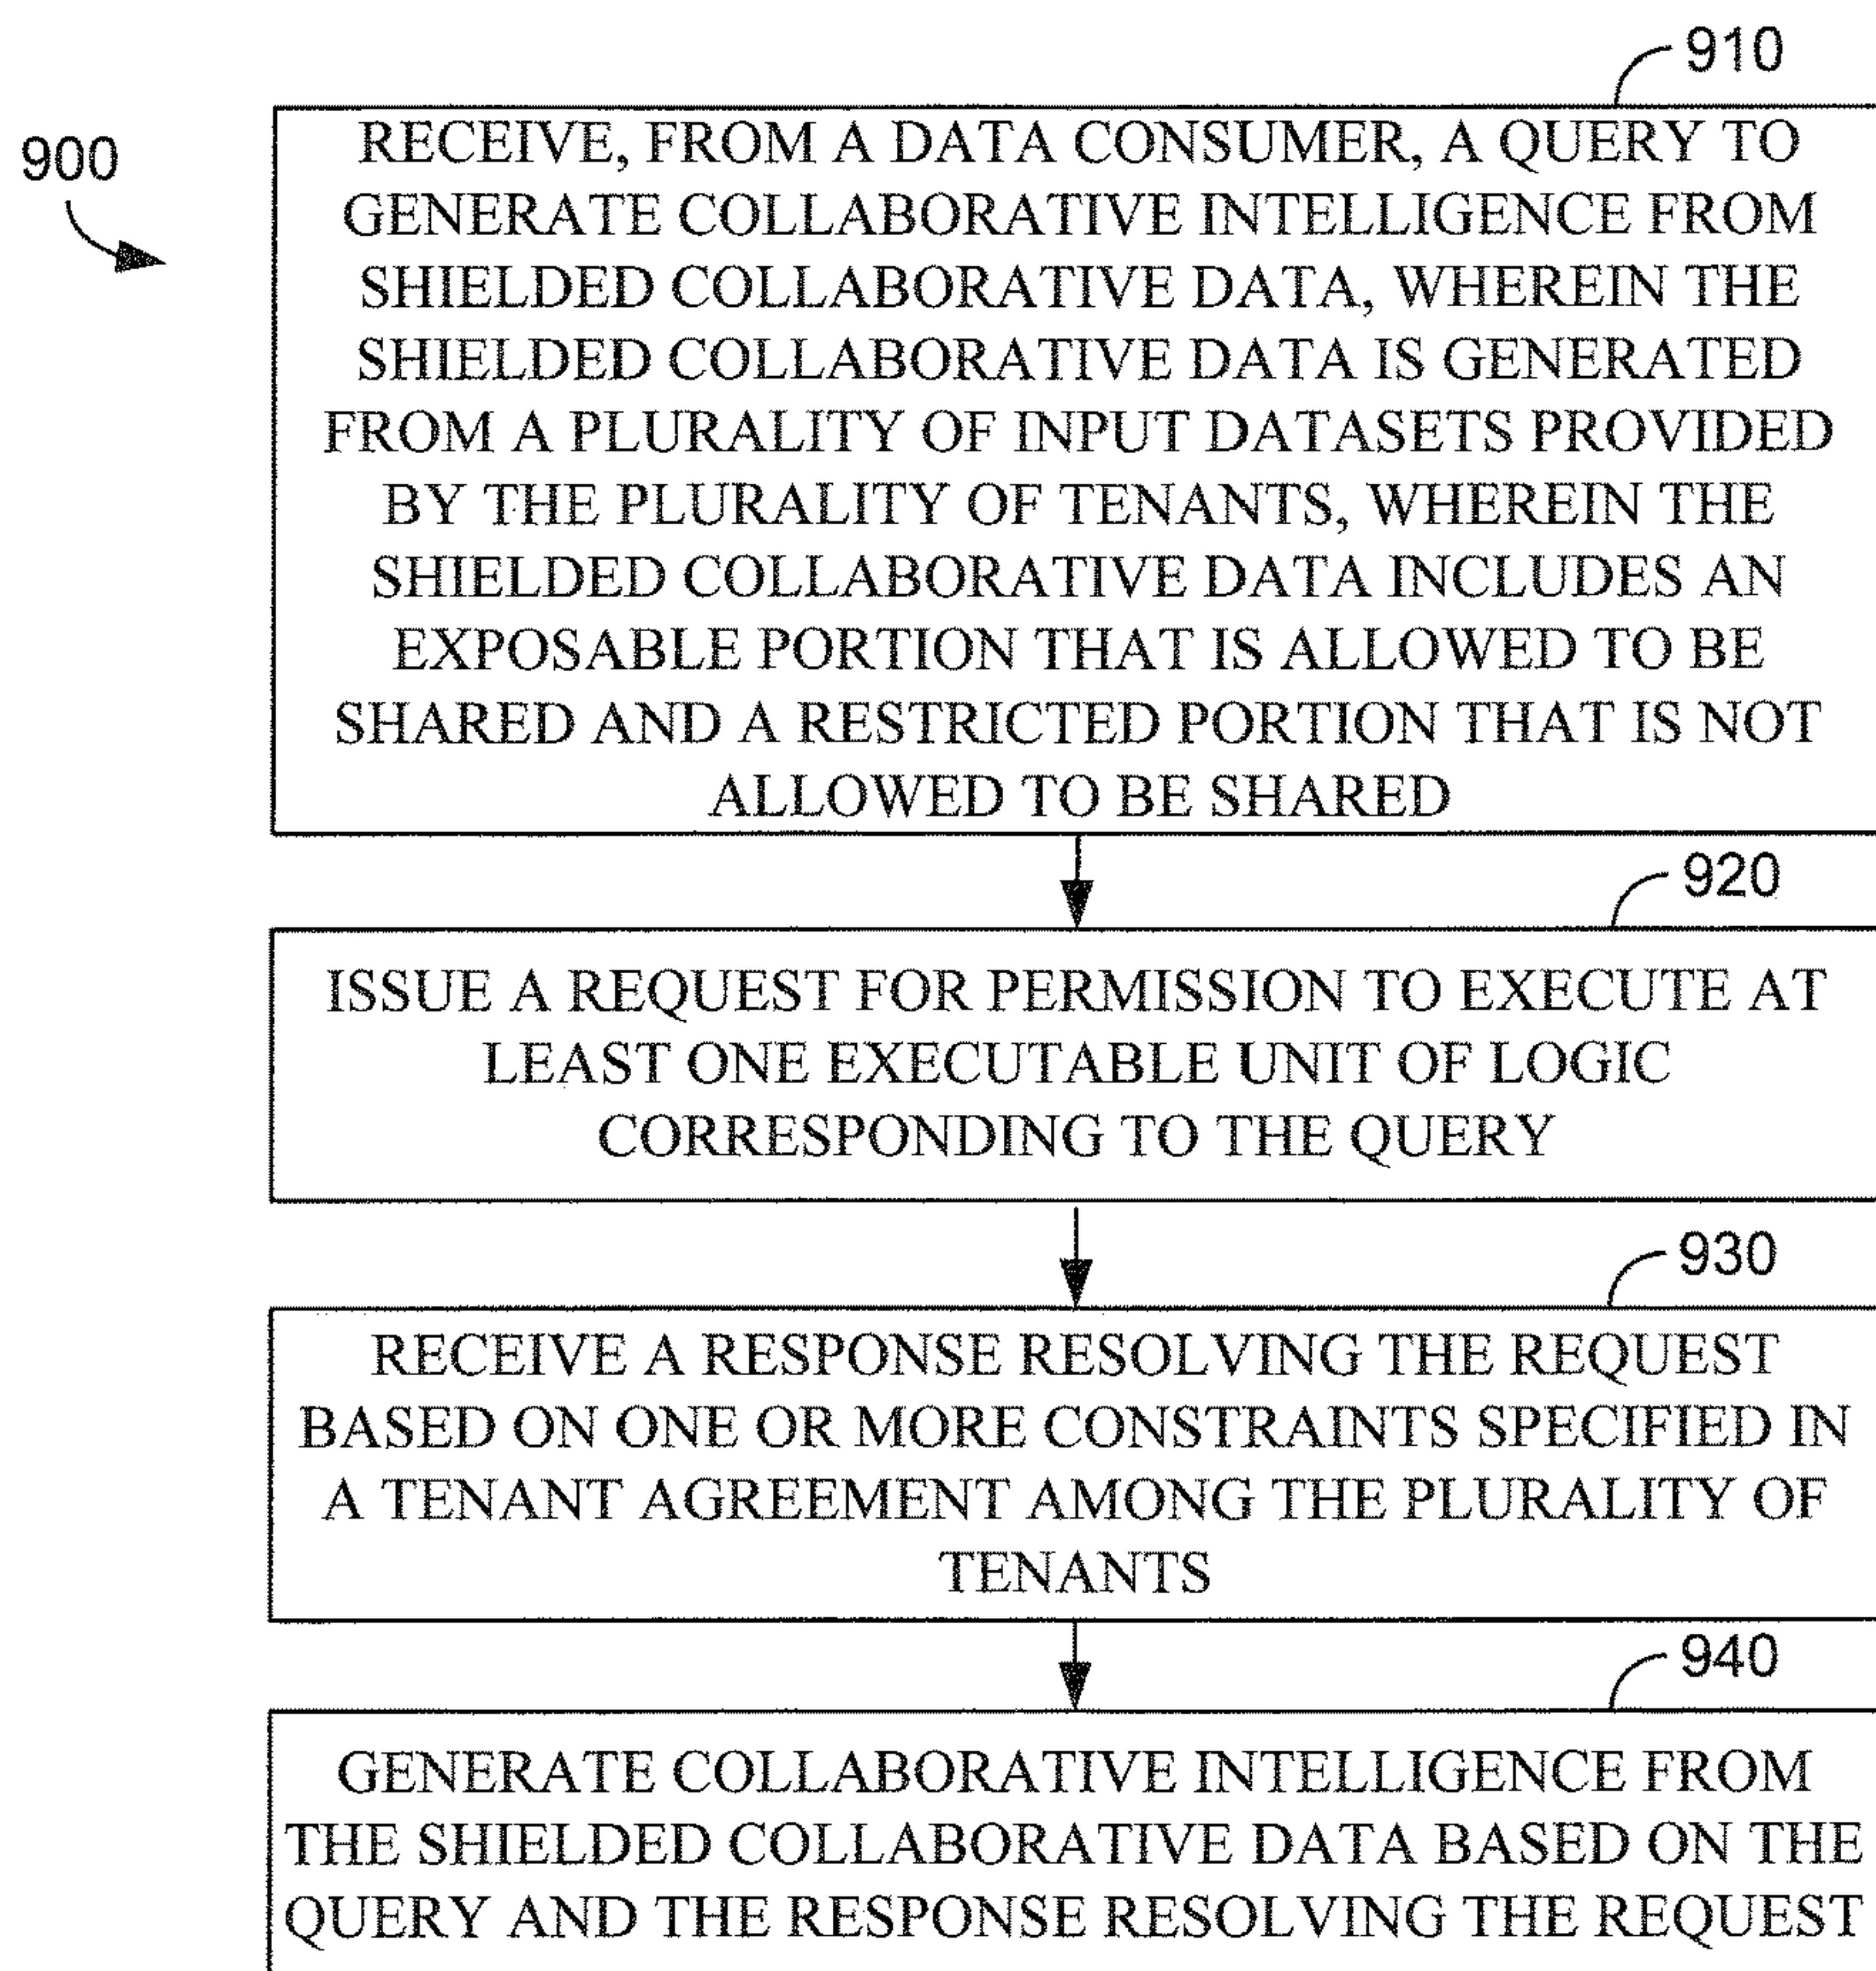 910
900
RECEIVE, FROM A DATA CONSUMER, A QUERY TO
GENERATE COLLABORATIVE INTELLIGENCE FROM
SHIELDED COLLABORATIVE DATA, WHEREIN THE
SHIELDED COLLABORATIVE DATA IS GENERATED
FROM A PLURALITY OF INPUT DATASETS PROVIDED
BY THE PLURALITY OF TENANTS, WHEREIN THE
SHIELDED COLLABORATIVE DATA INCLUDES AN
EXPOSABLE PORTION THAT IS ALLOWED TO BE
SHARED AND A RESTRICTED PORTION THAT IS NOT
ALLOWED TO BE SHARED
920
ISSUE A REQUEST FOR PERMISSION TO EXECUTE AT
LEAST ONE EXECUTABLE UNIT OF LOGIC
CORRESPONDING TO THE QUERY
930
RECEIVE A RESPONSE RESOLVING THE REQUEST
BASED ON ONE OR MORE CONSTRAINTS SPECIFIED IN
A TENANT AGREEMENT AMONG THE PLURALITY OF
TENANTS
940
GENERATE COLLABORATIVE INTELLIGENCE FROM
THE SHIELDED COLLABORATIVE DATA BASED ON THE
QUERY AND THE RESPONSE RESOLVING THE REQUEST